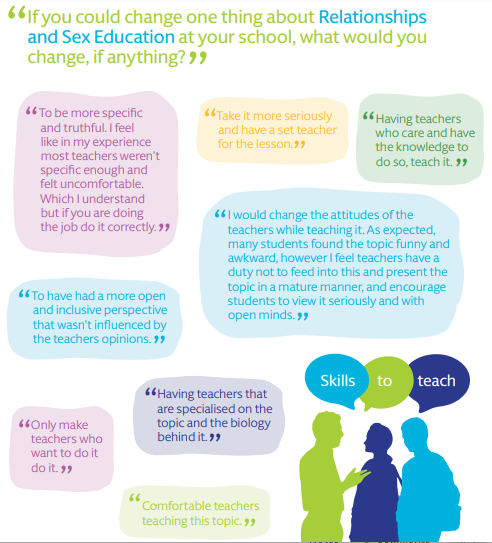 “If you could change one thing about Relationships
and Sex Education at your school, what would you
change, if anything?”
“To be more specific
and truthful. I feel
like in my experience
most teachers weren't
specific enough and
felt uncomfortable.
Which I understand
but if you are doing
the job do it correctly.”
“Take it more seriously
and have a set teacher
for the lesson.”
“Having teachers
who care and have
the knowledge to
do so, teach it.”
“I would change the attitudes of the
teachers while teaching it. As expected,
many students found the topic funny and
awkward, however I feel teachers have a
duty not to feed into this and present the
topic in a mature manner, and encourage
students to view it seriously and with
open minds.”
“To have had a more open
and inclusive perspective
that wasn't influenced by
the teachers opinions.”
“Having teachers that
are specialised on the
topic and the biology
behind it.”
“Only make
teachers who
want to do it
do it.”
“Comfortable teachers
teaching this topic.”
Skills to teach